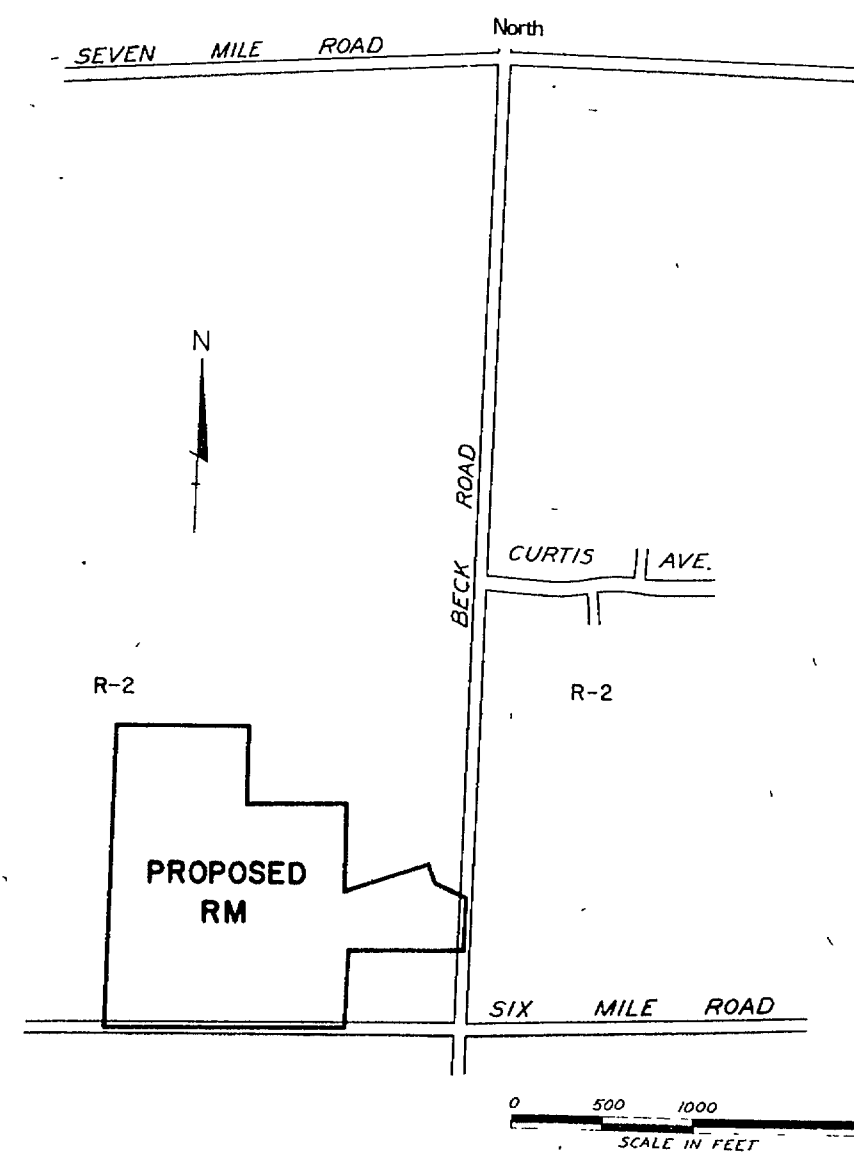 North
SEVEN MILE ROAD
N
BECK ROAD
CURTIS AVE.
R-2
R-2
PROPOSED
RM
SIX MILE ROAD
0 500 1000
SCALE IN FEET